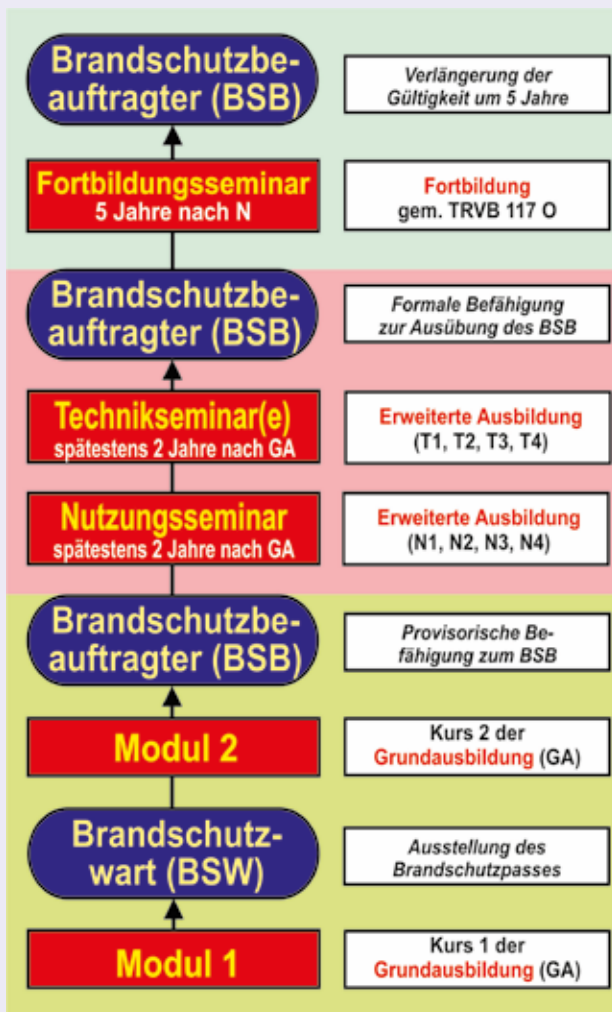 Brandschutzbe-
auftragter (BSB)
Verlängerung der
Gültigkeit um 5 Jahre
Fortbildungsseminar
5 Jahre nach N
Fortbildung
gem. TRVB 117 O
Brandschutzbe-
auftragter (BSB)
Formale Befähigung
zur Ausübung des BSB
Technikseminar(e)
spätestens 2 Jahre nach GA
Erweiterte Ausbildung
(T1, T2, T3, T4)
Nutzungsseminar
spätestens 2 Jahre nach GA
Erweiterte Ausbildung
(N1, N2, N3, N4)
Brandschutzbe-
auftragter (BSB)
Provisorische Be-
fähigung zum BSB
Modul 2
Kurs 2 der
Grundausbildung (GA)
Brandschutz-
wart (BSW)
Ausstellung des
Brandschutzpasses
Modul 1
Kurs 1 der
Grundausbildung (GA)